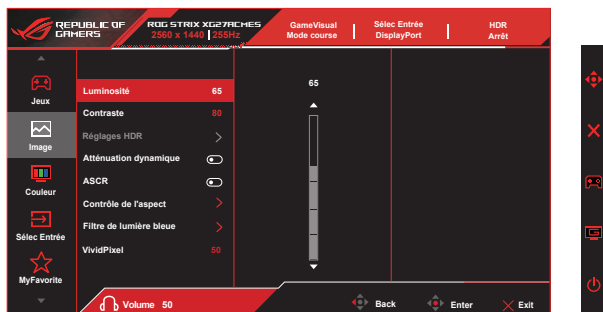 REPUBLIC OF
GAMERS
ROG STRIX XG27ACMES
2560 x 1440 255Hz
GameVisual
Mode course
Sélec Entrée
DisplayPort
HDR
Arrêt
Jeux
Image
Couleur
Sélec Entrée
MyFavorite
Luminosité 65
Contraste 80
Réglages HDR
Atténuation dynamique
ASCR
Contrôle de l'aspect
Filtre de lumière bleue
VividPixel 50
65
Volume 50
Back
Enter
Exit